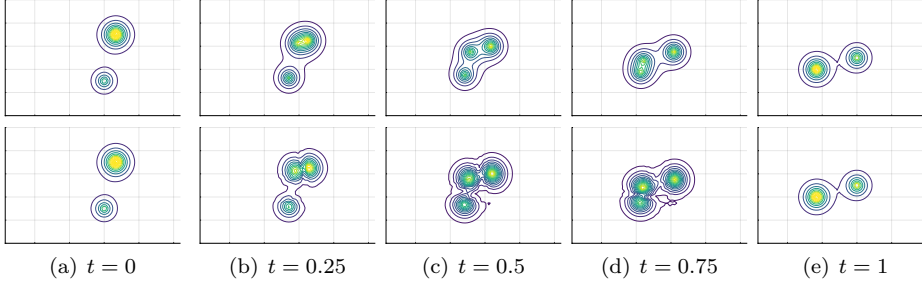 (a) t = 0 (b) t = 0.25 (c) t = 0.5 (d) t = 0.75 (e) t = 1